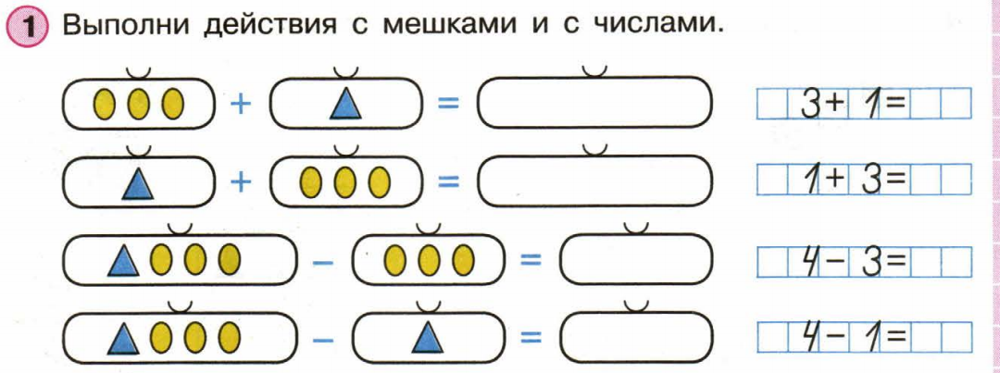 1 Выполни действия с мешками и с числами.
+ = 3+1=
+ = 1+3=
− = 4−3=
− = 4−1=